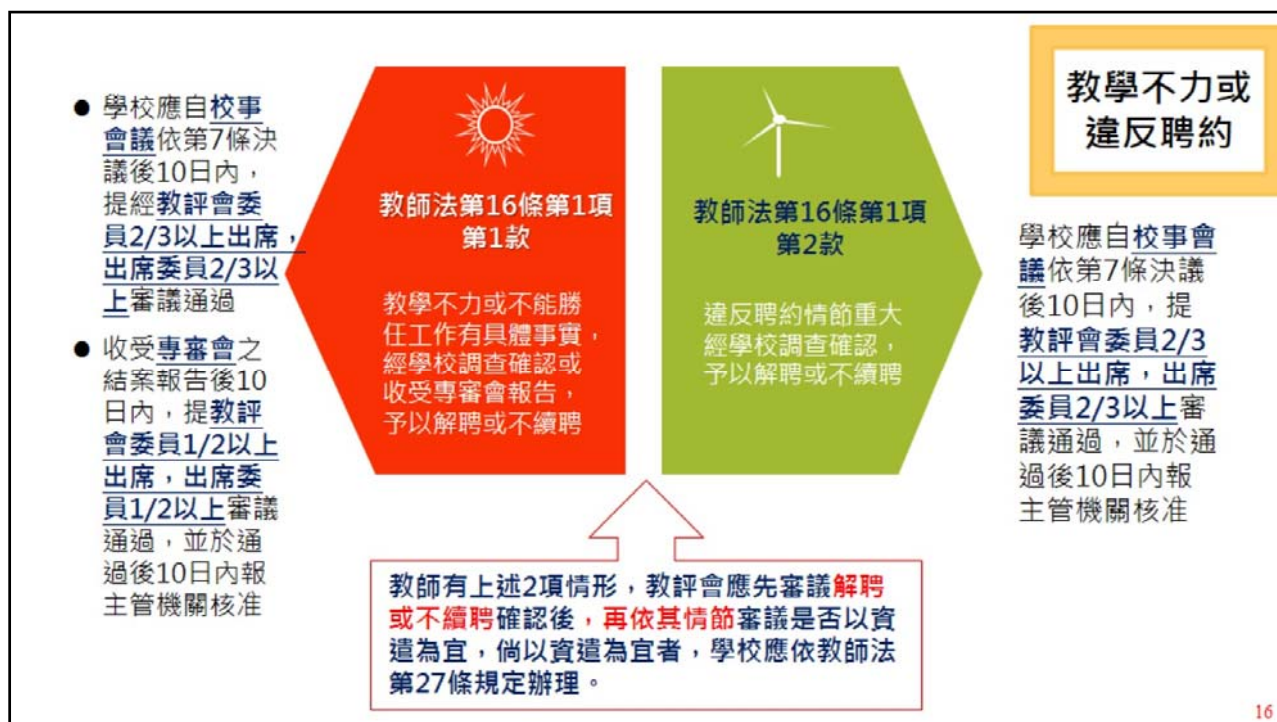 ● 學校應自校事
會議依第7條決
議後10日內，
提經教評會委
員2/3以上出席，
出席委員2/3以
上審議通過
● 收受專審會之
結案報告後10
日內，提教評
會委員1/2以上
出席，出席委
員1/2以上審議
通過，並於通
過後10日內報
主管機關核准
教師法第16條第1項
第1款
教學不力或不能勝
任工作有具體事實，
經學校調查確認或
收受專審會報告，
予以解聘或不續聘
教師法第16條第1項
第2款
違反聘約情節重大
經學校調查確認，
予以解聘或不續聘
教學不力或
違反聘約
學校應自校事會
議依第7條決議
後10日內，提
教評會委員2/3
以上出席，出席
委員2/3以上審
議通過，並於通
過後10日內報
主管機關核准
教師有上述2項情形，教評會應先審議解聘
或不續聘確認後，再依其情節審議是否以資
遣為宜，倘以資遣為宜者，學校應依教師法
第27條規定辦理。
16